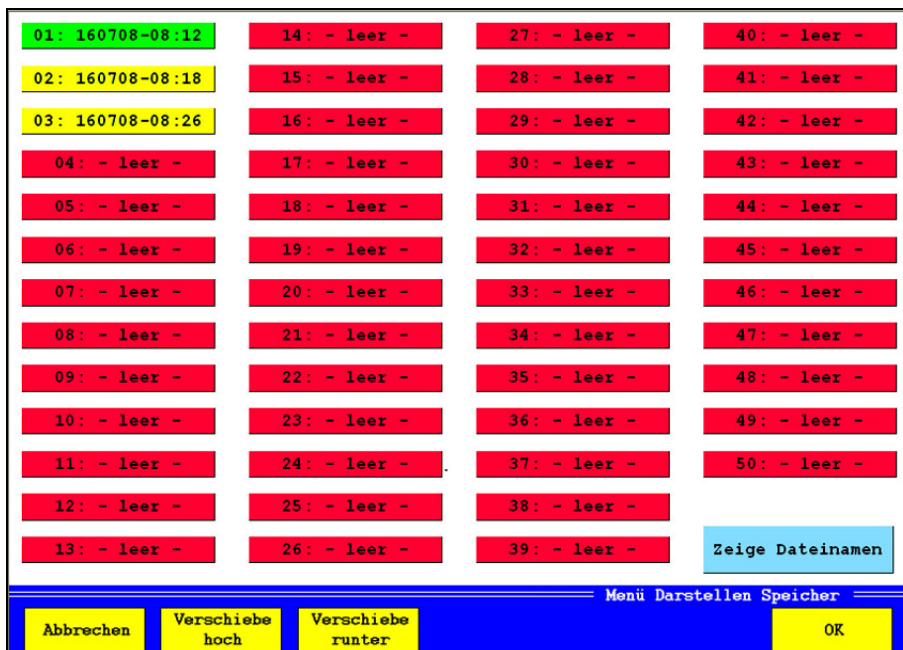 01: 160708-08:12
02: 160708-08:18
03: 160708-08:26
04: - leer -
05: - leer -
06: - leer -
07: - leer -
08: - leer -
09: - leer -
10: - leer -
11: - leer -
12: - leer -
13: - leer -
14: - leer -
15: - leer -
16: - leer -
17: - leer -
18: - leer -
19: - leer -
20: - leer -
21: - leer -
22: - leer -
23: - leer -
24: - leer -
25: - leer -
26: - leer -
27: - leer -
28: - leer -
29: - leer -
30: - leer -
31: - leer -
32: - leer -
33: - leer -
34: - leer -
35: - leer -
36: - leer -
37: - leer -
38: - leer -
39: - leer -
40: - leer -
41: - leer -
42: - leer -
43: - leer -
44: - leer -
45: - leer -
46: - leer -
47: - leer -
48: - leer -
49: - leer -
50: - leer -
Zeige Dateinamen
Menü Darstellen Speicher
Abbrechen
Verschiebe
hoch
Verschiebe
runter
OK